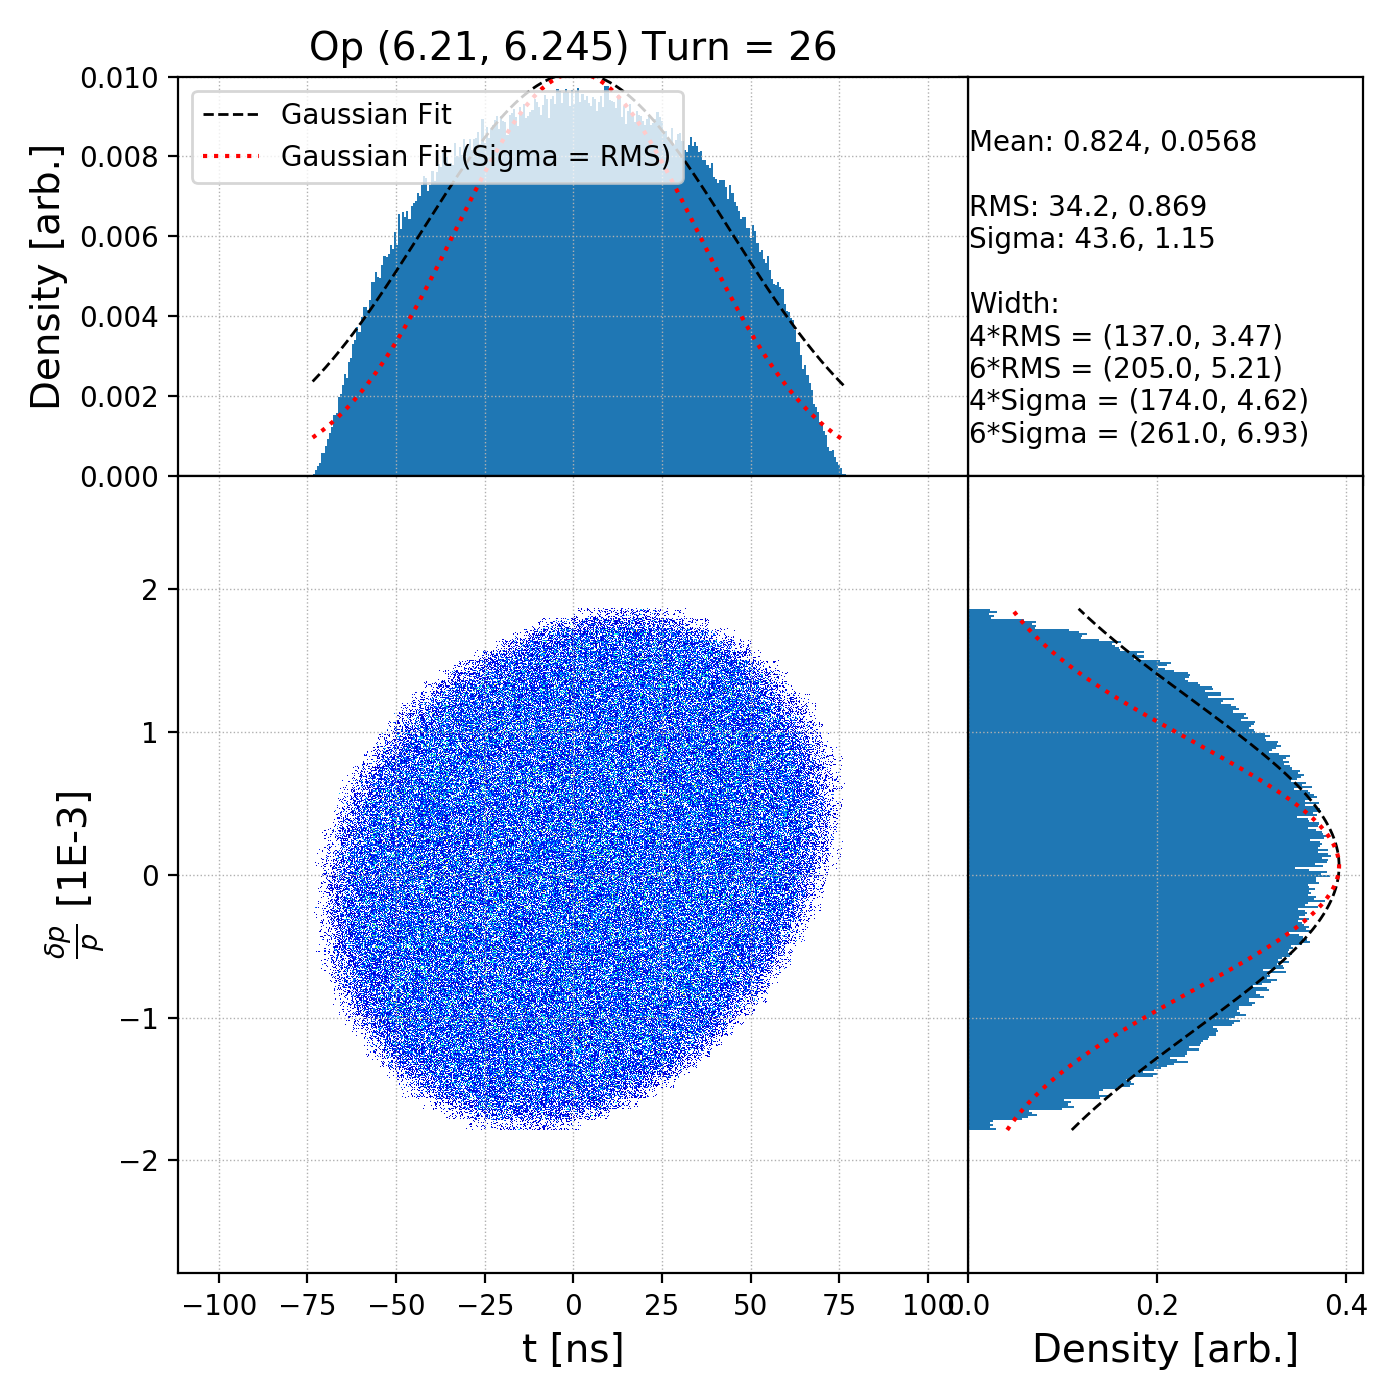 Op (6.21, 6.245) Turn = 26
0.010
0.008
0.006
0.004
0.002
0.000
Density [arb.]
Gaussian Fit
Gaussian Fit (Sigma = RMS)
Mean: 0.824, 0.0568
RMS: 34.2, 0.869
Sigma: 43.6, 1.15
Width:
4*RMS = (137.0, 3.47)
6*RMS = (205.0, 5.21)
4*Sigma = (174.0, 4.62)
6*Sigma = (261.0, 6.93)
2
1
0
−1
−2
δp/p [1E-3]
−100 −75 −50 −25 0 25 50 75 100
t [ns]
0.0 0.2 0.4
Density [arb.]